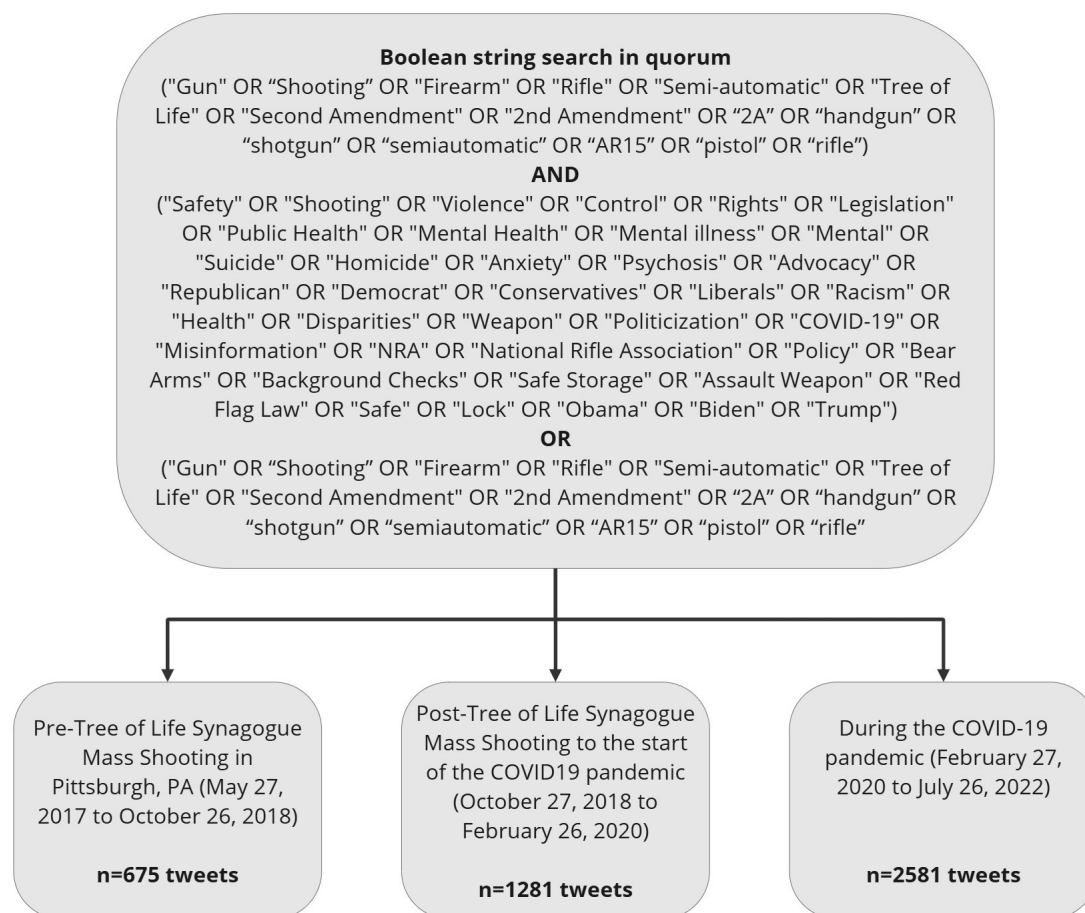 Boolean string search in quorum
("Gun" OR “Shooting” OR "Firearm" OR "Rifle" OR "Semi-automatic" OR "Tree of
Life" OR "Second Amendment" OR "2nd Amendment" OR “2A” OR “handgun” OR
“shotgun” OR “semiautomatic” OR “AR15” OR “pistol” OR “rifle”)
AND
("Safety" OR "Shooting" OR "Violence" OR "Control" OR "Rights" OR "Legislation"
OR "Public Health" OR "Mental Health" OR "Mental illness" OR "Mental" OR
"Suicide" OR "Homicide" OR "Anxiety" OR "Psychosis" OR "Advocacy" OR
"Republican" OR "Democrat" OR "Conservatives" OR "Liberals" OR "Racism" OR
"Health" OR "Disparities" OR "Weapon" OR "Politicization" OR "COVID-19" OR
"Misinformation" OR "NRA" OR "National Rifle Association" OR "Policy" OR "Bear
Arms" OR "Background Checks" OR "Safe Storage" OR "Assault Weapon" OR "Red
Flag Law" OR "Safe" OR "Lock" OR "Obama" OR "Biden" OR "Trump")
OR
("Gun" OR “Shooting” OR "Firearm" OR "Rifle" OR "Semi-automatic" OR "Tree of
Life" OR "Second Amendment" OR "2nd Amendment" OR “2A” OR “handgun” OR
“shotgun” OR “semiautomatic” OR “AR15” OR “pistol” OR “rifle”
Pre-Tree of Life Synagogue
Mass Shooting in
Pittsburgh, PA (May 27,
2017 to October 26, 2018)
n=675 tweets
Post-Tree of Life Synagogue
Mass Shooting to the start
of the COVID19 pandemic
(October 27, 2018 to
February 26, 2020)
n=1281 tweets
During the COVID-19
pandemic (February 27,
2020 to July 26, 2022)
n=2581 tweets